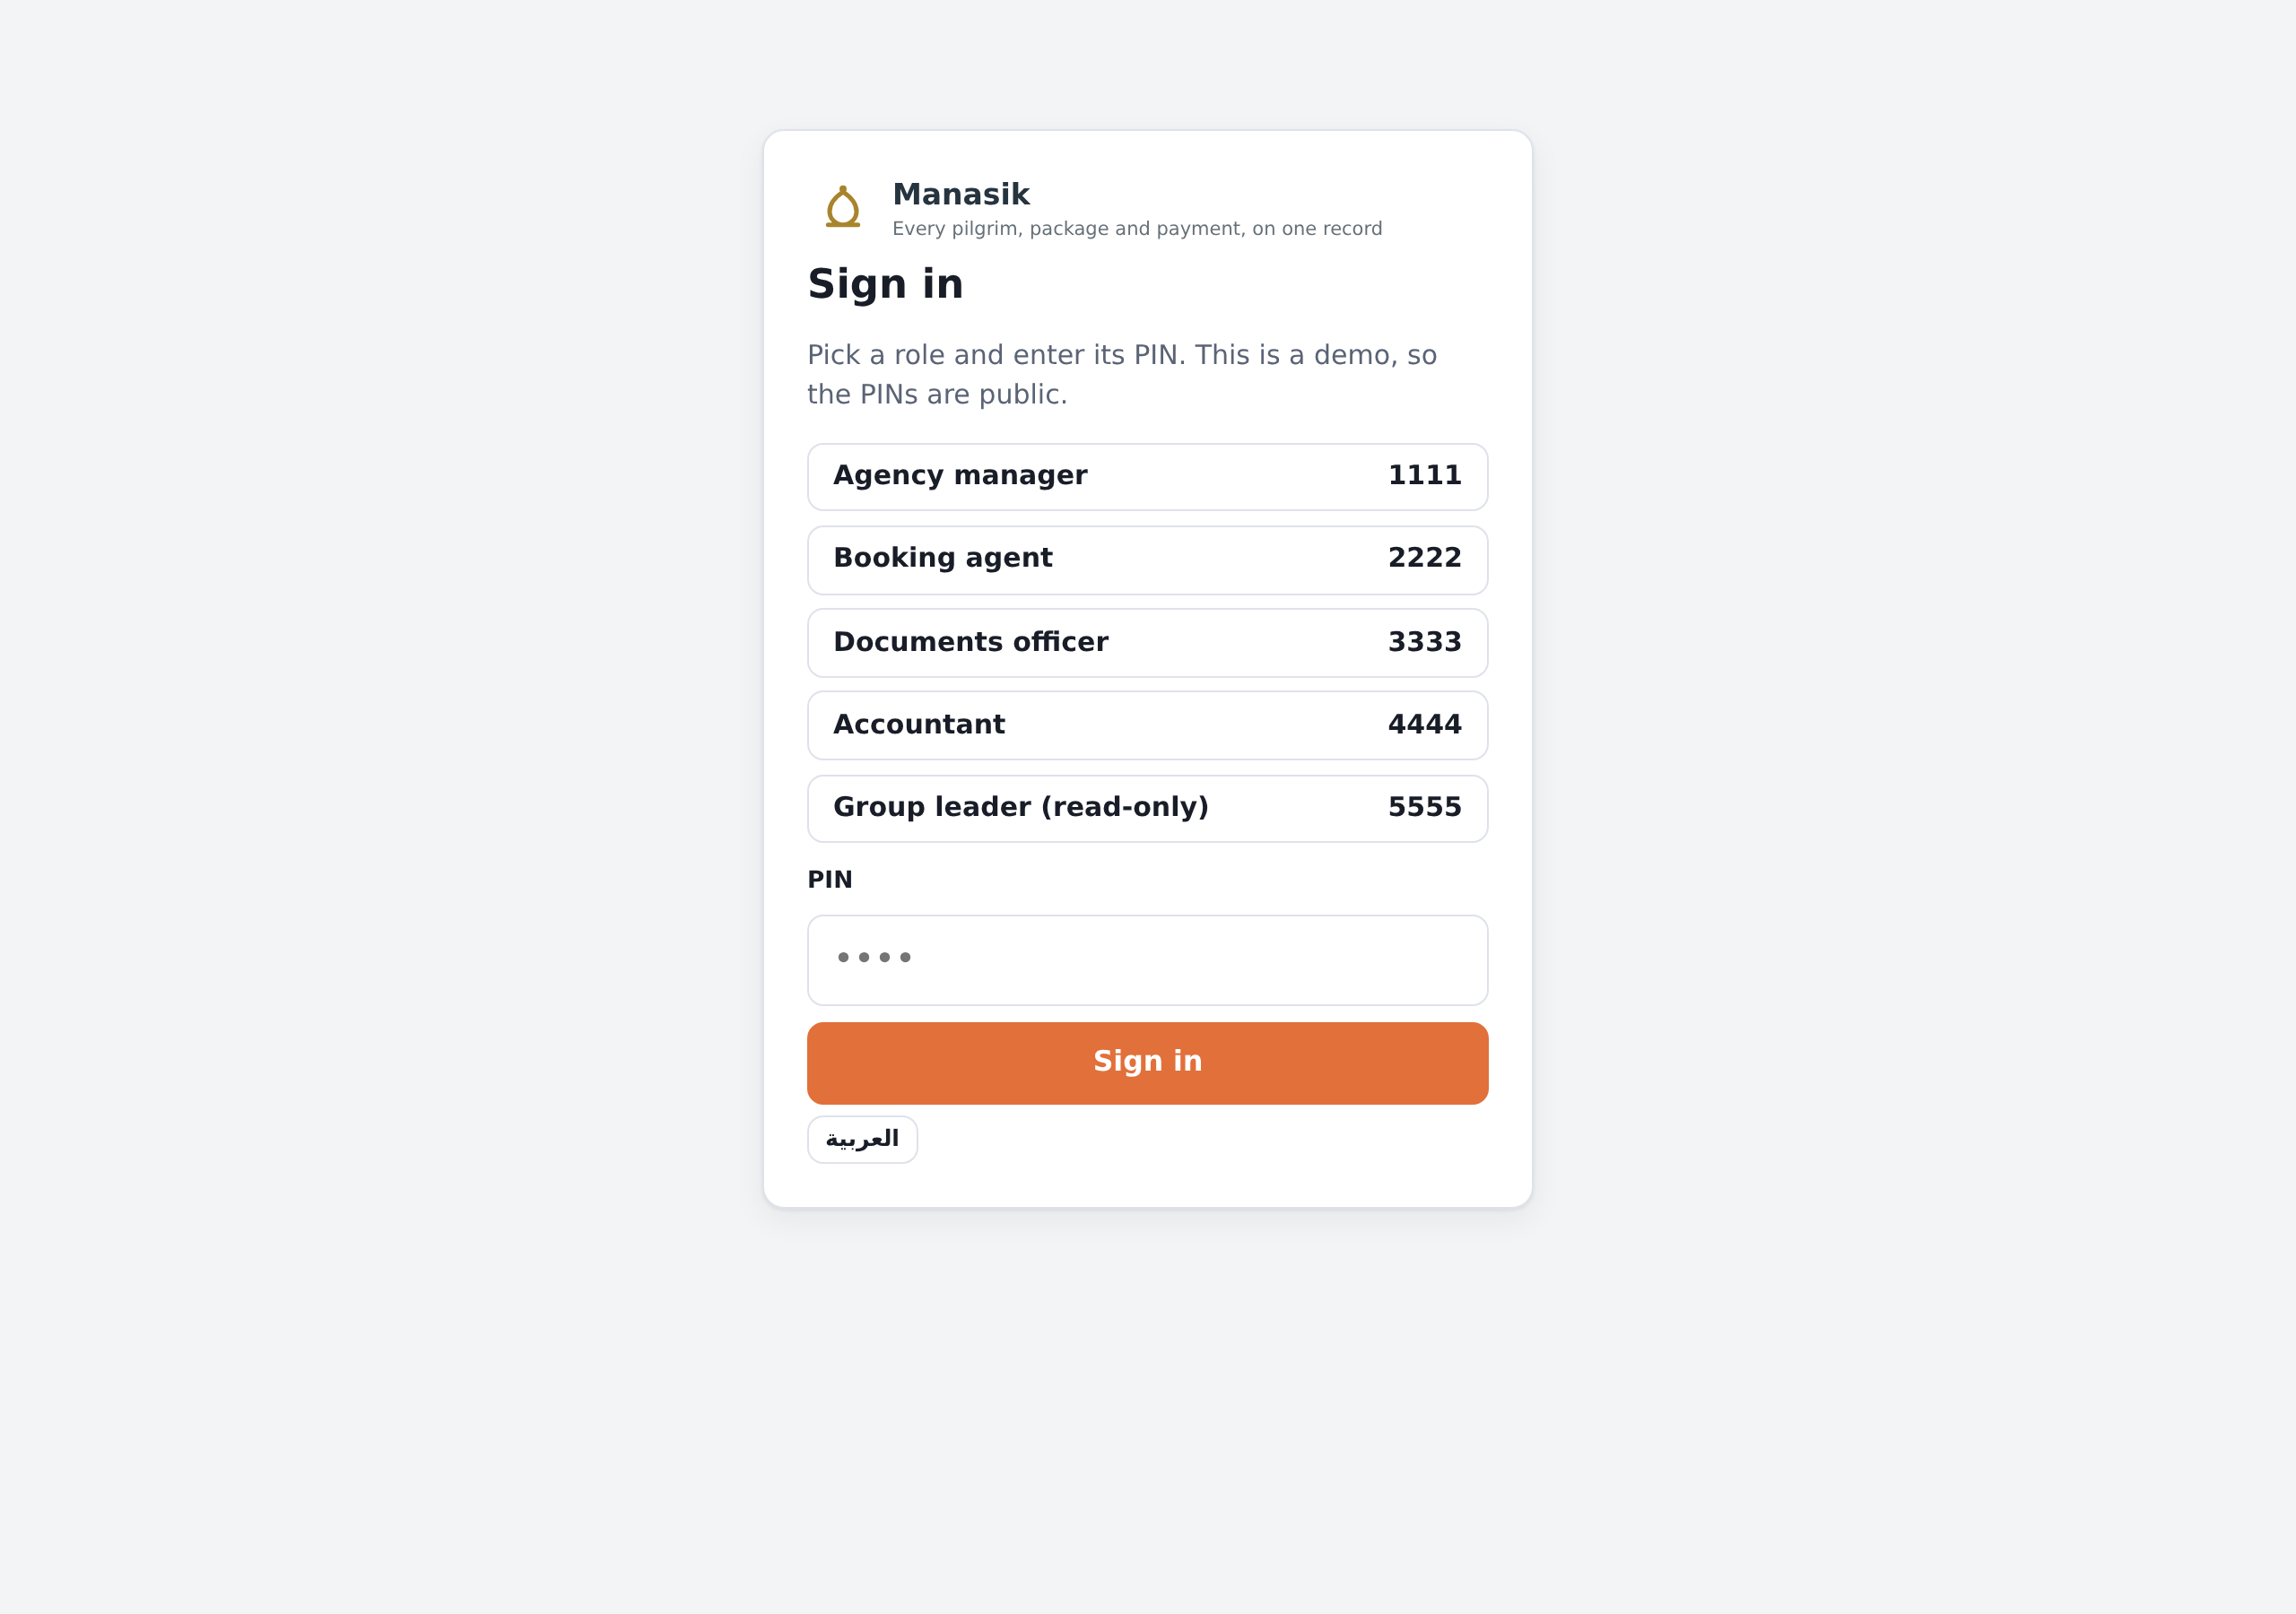 Manasik
Every pilgrim, package and payment, on one record
Sign in
Pick a role and enter its PIN. This is a demo, so
the PINs are public.
Agency manager 1111
Booking agent 2222
Documents officer 3333
Accountant 4444
Group leader (read-only) 5555
PIN
••••
Sign in
العربية